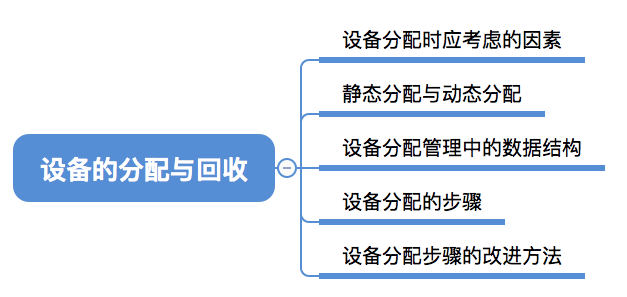 设备分配时应考虑的因素
静态分配与动态分配
设备的分配与回收
设备分配管理中的数据结构
设备分配的步骤
设备分配步骤的改进方法